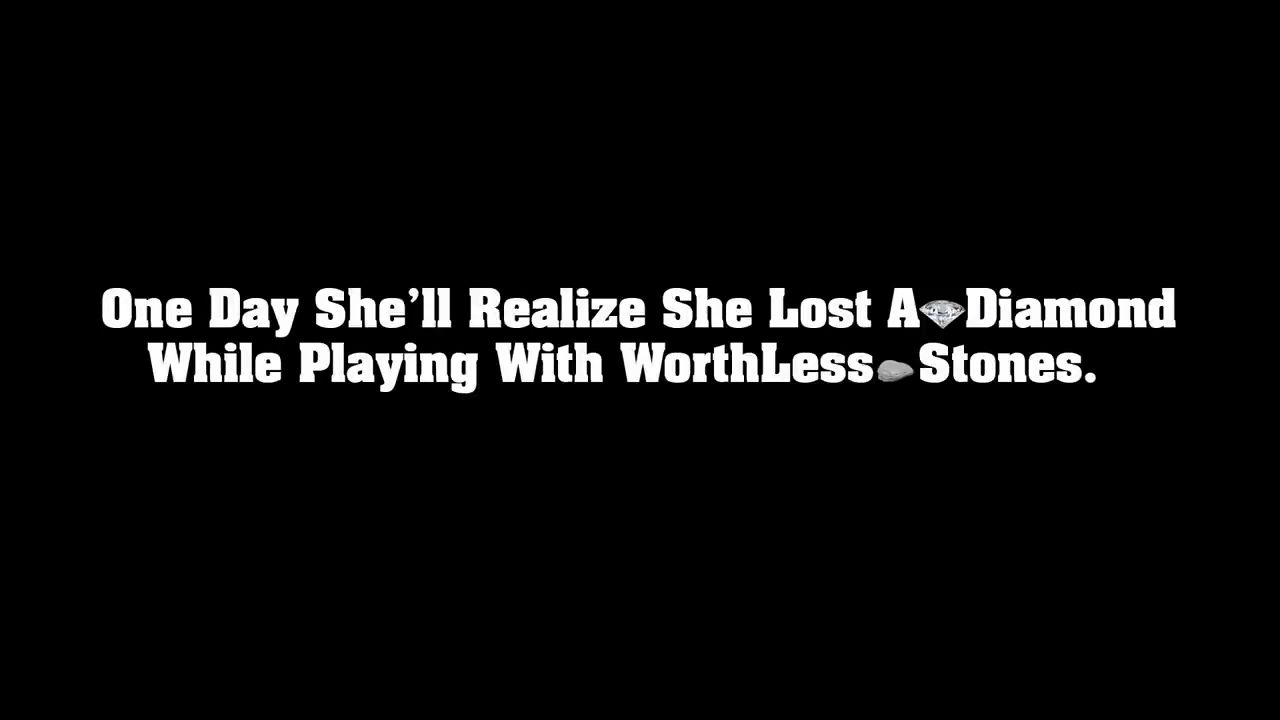 One Day She’ll Realize She Lost A Diamond
While Playing With WorthLess Stones.